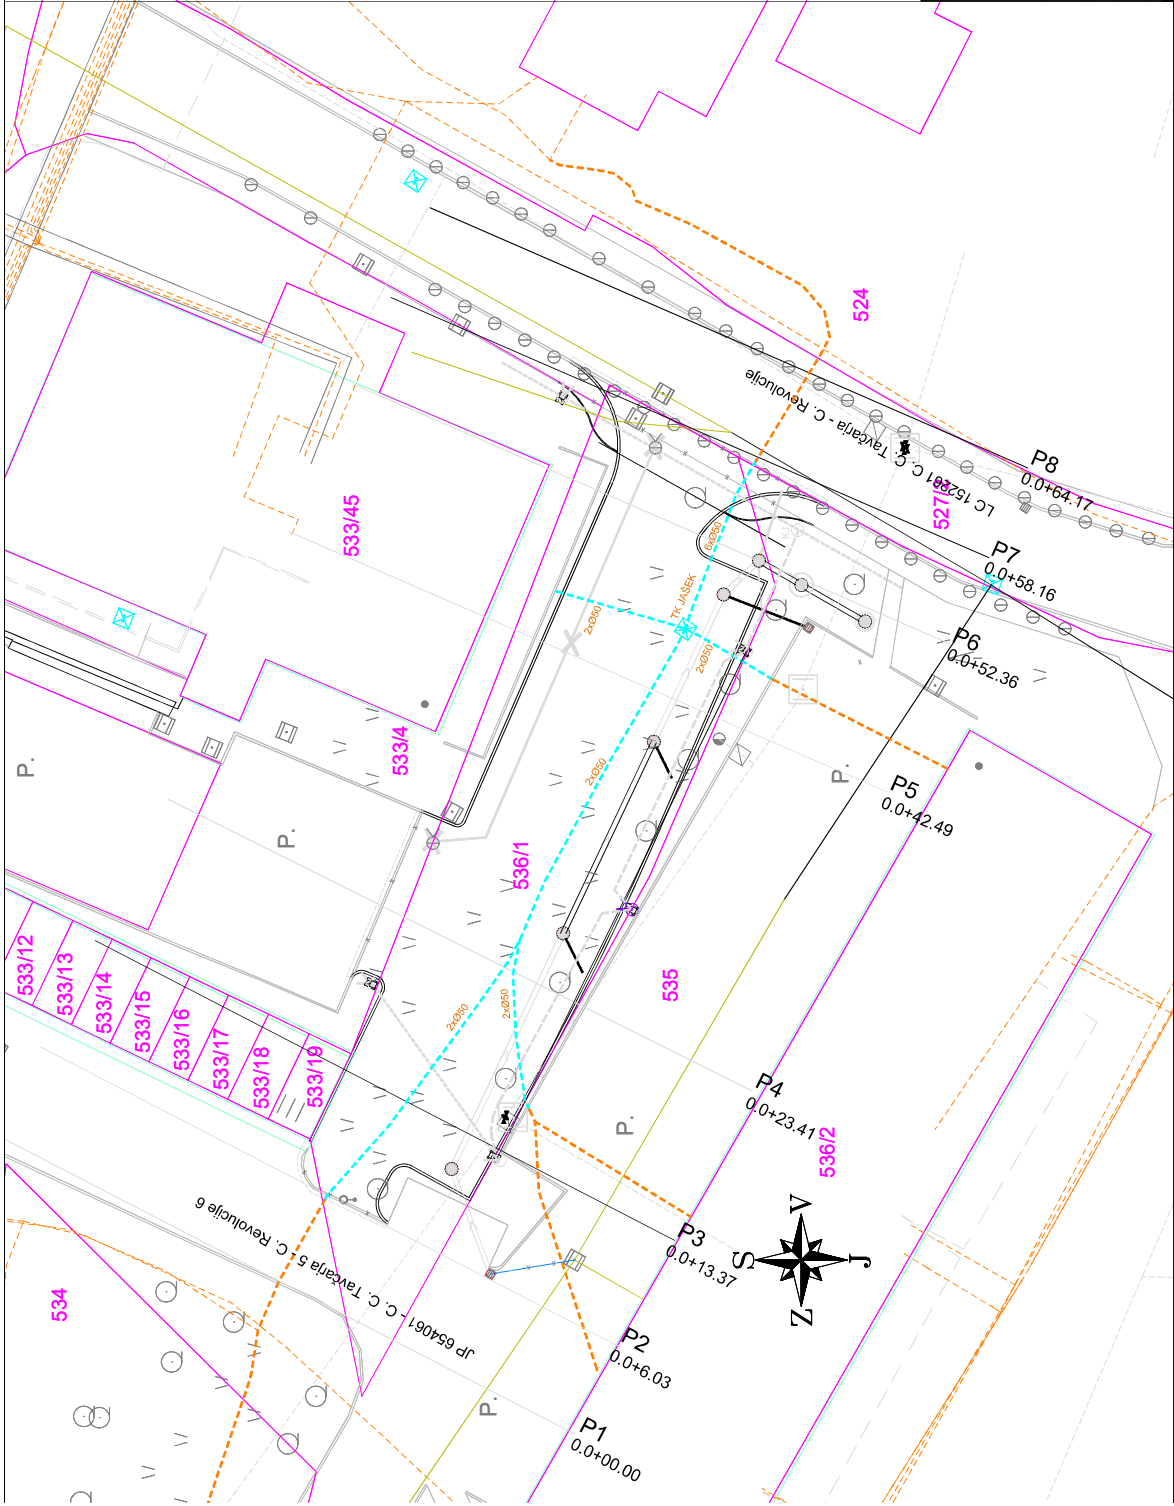 524
LC 152261 C. C. Tavčarja - C. Revolucije
P8
0.0+64.17
533/45
6xØ50
P7
0.0+58.16
TK JAŠEK
2xØ50
2xØ50
P6
0.0+52.36
533/4
P.
P.
P.
2xØ50
P5
0.0+42.49
536/1
533/12
533/13
533/14
533/15
533/16
533/17
533/18
533/19
535
2xØ50
2xØ50
P4
0.0+23.41
P.
536/2
JP 654061 - C. C. Tavčarja 5 - C. Revolucije 6
P3
0.0+13.37
S
V
J
Z
534
P2
0.0+6.03
P.
P1
0.0+00.00